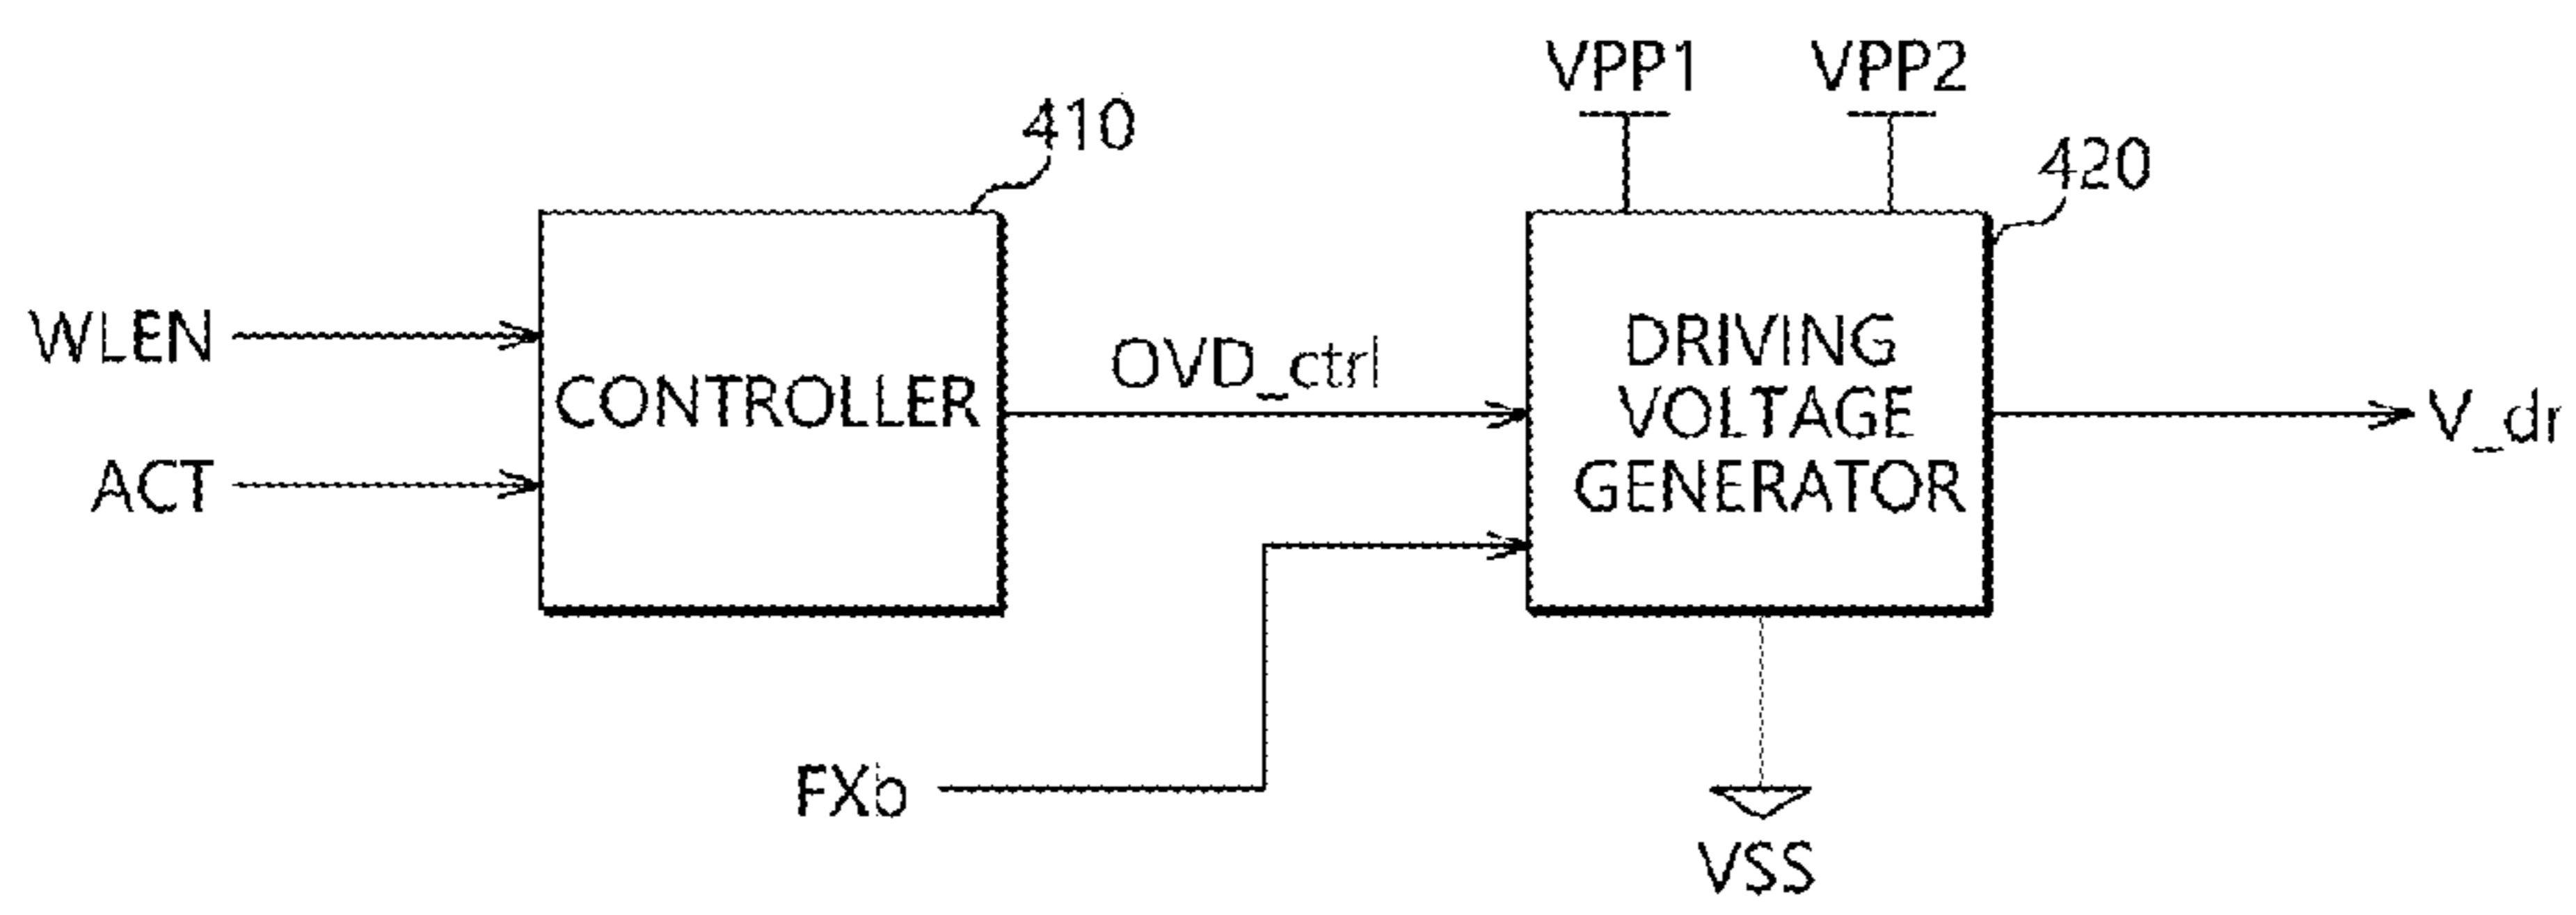 VPP1 VPP2
410
420
WLEN
CONTROLLER
ACT
OVD_ctrl
DRIVING
VOLTAGE
GENERATOR
V_dr
FXb
VSS